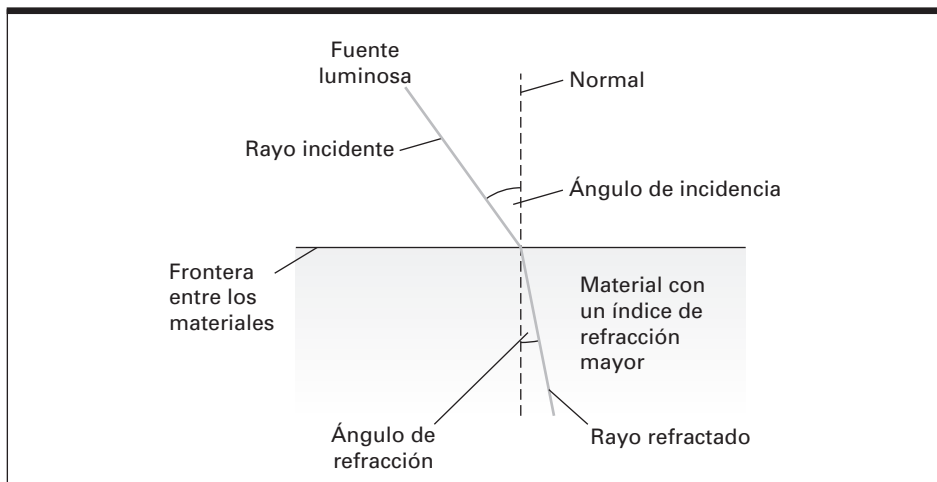 Fuente
luminosa
Normal
Rayo incidente
Ángulo de incidencia
Frontera
entre los
materiales
Material con
un índice de
refracción
mayor
Ángulo de
refracción
Rayo refractado